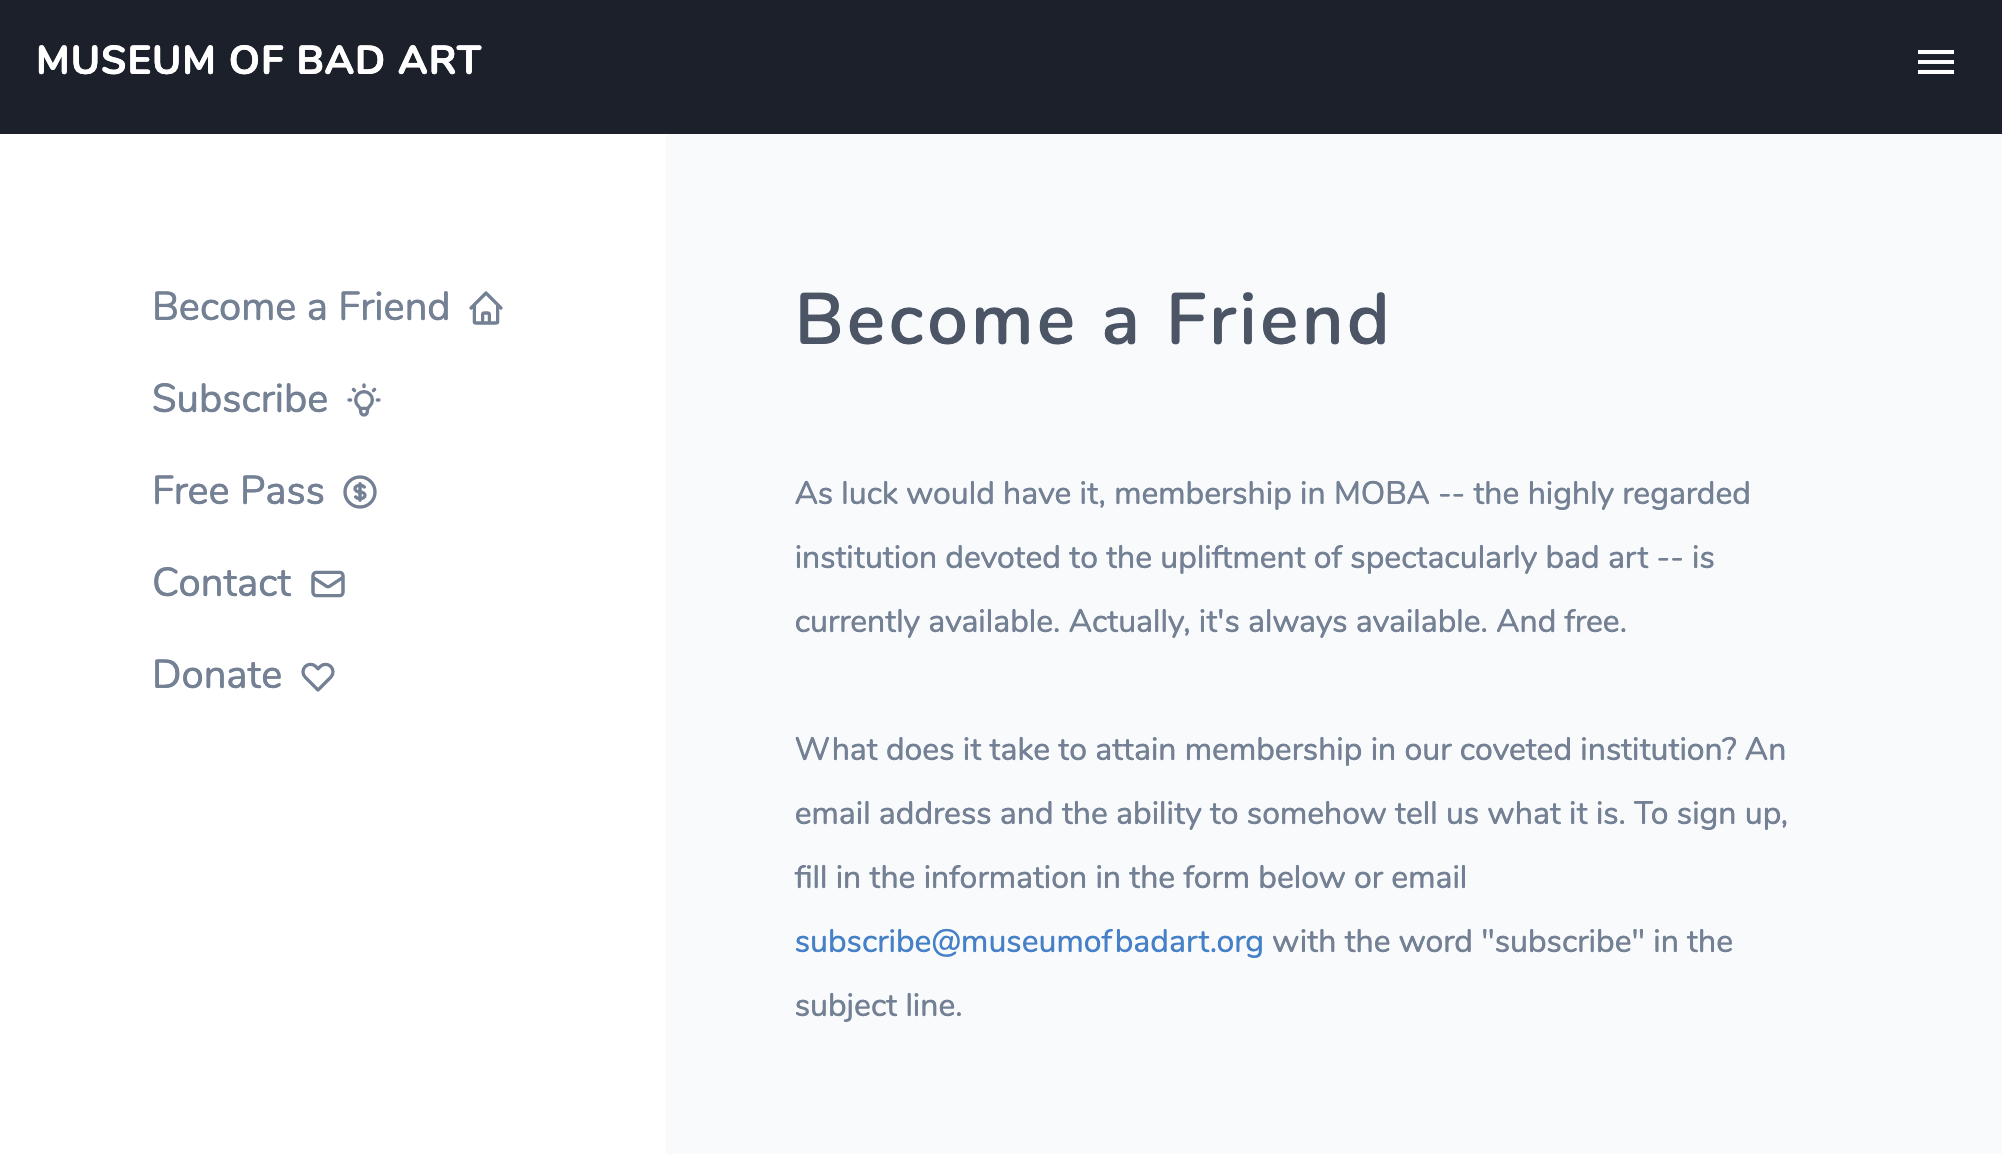 MUSEUM OF BAD ART
Become a Friend
Subscribe
Free Pass
Contact
Donate
Become a Friend
As luck would have it, membership in MOBA -- the highly regarded
institution devoted to the upliftment of spectacularly bad art -- is
currently available. Actually, it's always available. And free.
What does it take to attain membership in our coveted institution? An
email address and the ability to somehow tell us what it is. To sign up,
fill in the information in the form below or email
subscribe@museumofbadart.org with the word "subscribe" in the
subject line.